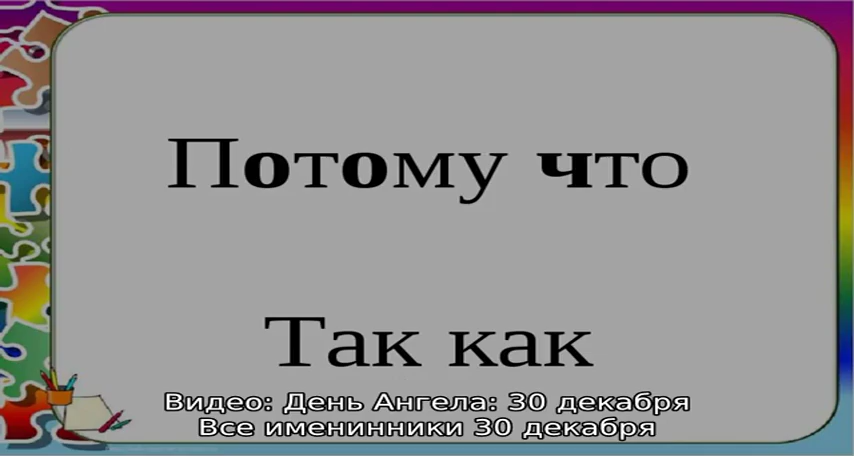 Потому что
Так как
Видео: День Ангела: 30 декабря
Все именинники 30 декабря